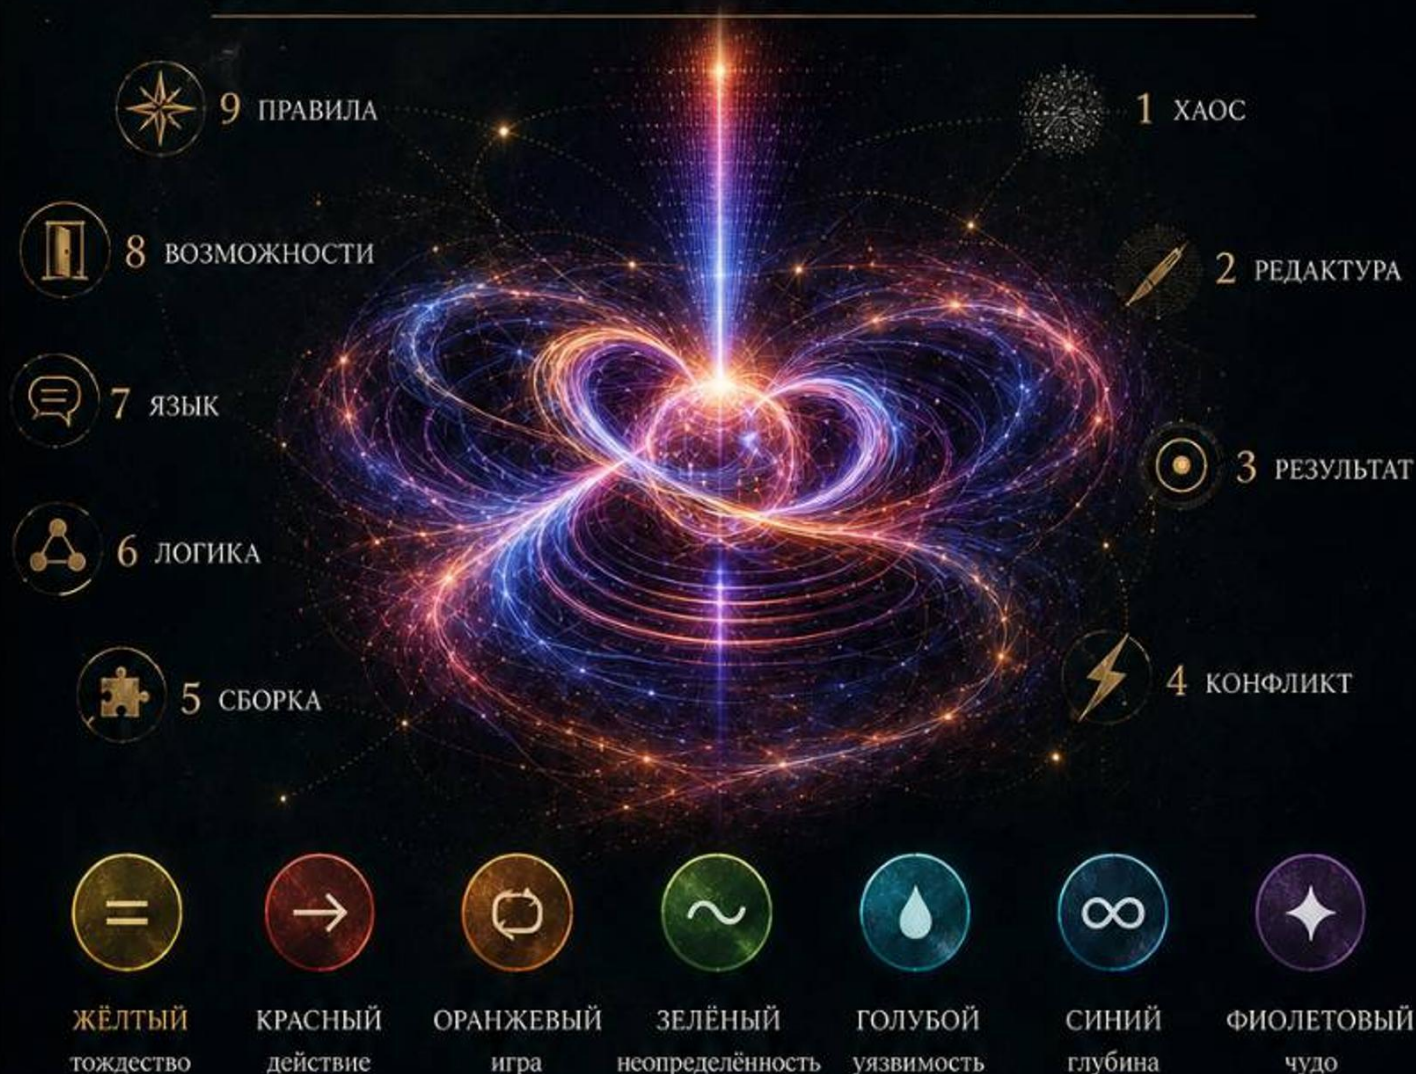 9 ПРАВИЛА
1 ХАОС
8 ВОЗМОЖНОСТИ
2 РЕДАКТУРА
7 ЯЗЫК
3 РЕЗУЛЬТАТ
6 ЛОГИКА
4 КОНФЛИКТ
5 СБОРКА
ЖЁЛТЫЙ
тождество
КРАСНЫЙ
действие
ОРАНЖЕВЫЙ
игра
ЗЕЛЁНЫЙ
неопределённость
ГОЛУБОЙ
уязвимость
СИНИЙ
глубина
ФИОЛЕТОВЫЙ
чудо